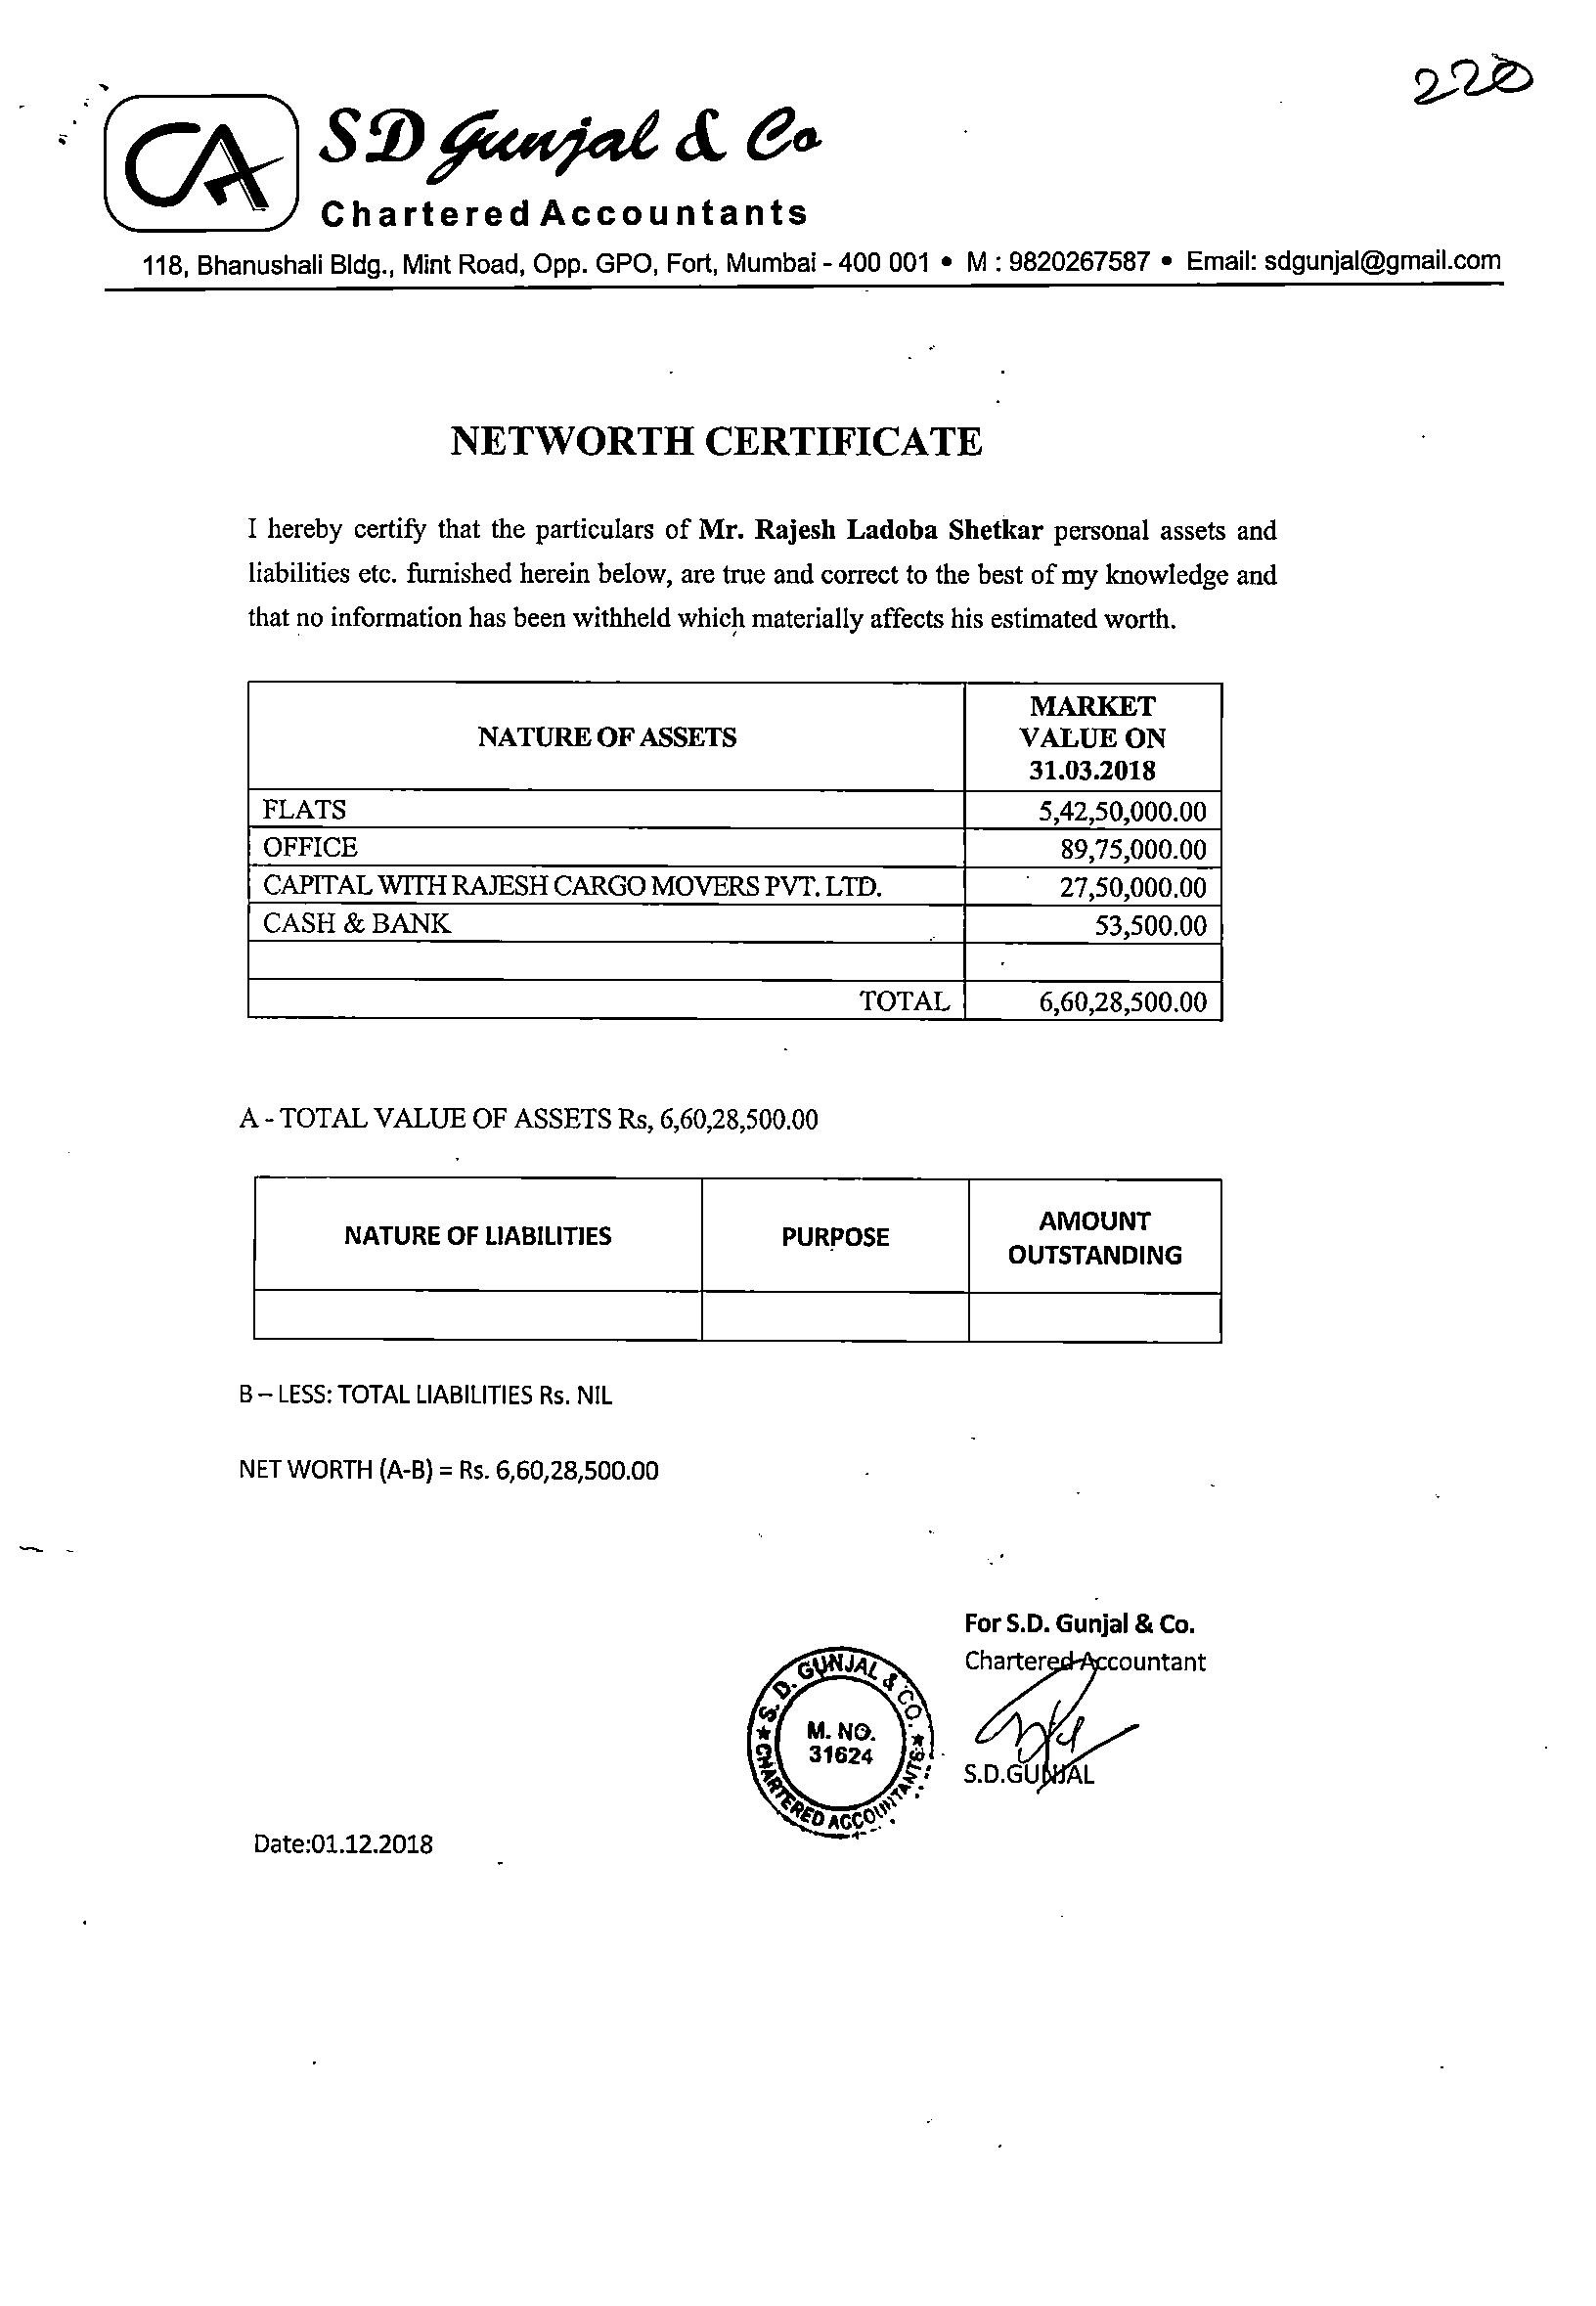 220
CA
SD Gunjal & Co
Chartered Accountants
118, Bhanushali Bldg., Mint Road, Opp. GPO, Fort, Mumbai - 400 001 • M : 9820267587 • Email: sdgunjal@gmail.com
NETWORTH CERTIFICATE
I hereby certify that the particulars of Mr. Rajesh Ladoba Shetkar personal assets and
liabilities etc. furnished herein below, are true and correct to the best of my knowledge and
that no information has been withheld which materially affects his estimated worth.
NATURE OF ASSETS
MARKET
VALUE ON
31.03.2018
FLATS 5,42,50,000.00
OFFICE 89,75,000.00
CAPITAL WITH RAJESH CARGO MOVERS PVT. LTD. 27,50,000.00
CASH & BANK 53,500.00
TOTAL 6,60,28,500.00
A - TOTAL VALUE OF ASSETS Rs, 6,60,28,500.00
NATURE OF LIABILITIES
PURPOSE
AMOUNT
OUTSTANDING
B – LESS: TOTAL LIABILITIES Rs. NIL
NET WORTH (A-B) = Rs. 6,60,28,500.00
For S.D. Gunjal & Co.
Chartered Accountant
S. D. GUNJAL & CO.
M. NO.
31624
CHARTERED ACCOUNTANTS
S.D.GUNJAL
Date:01.12.2018